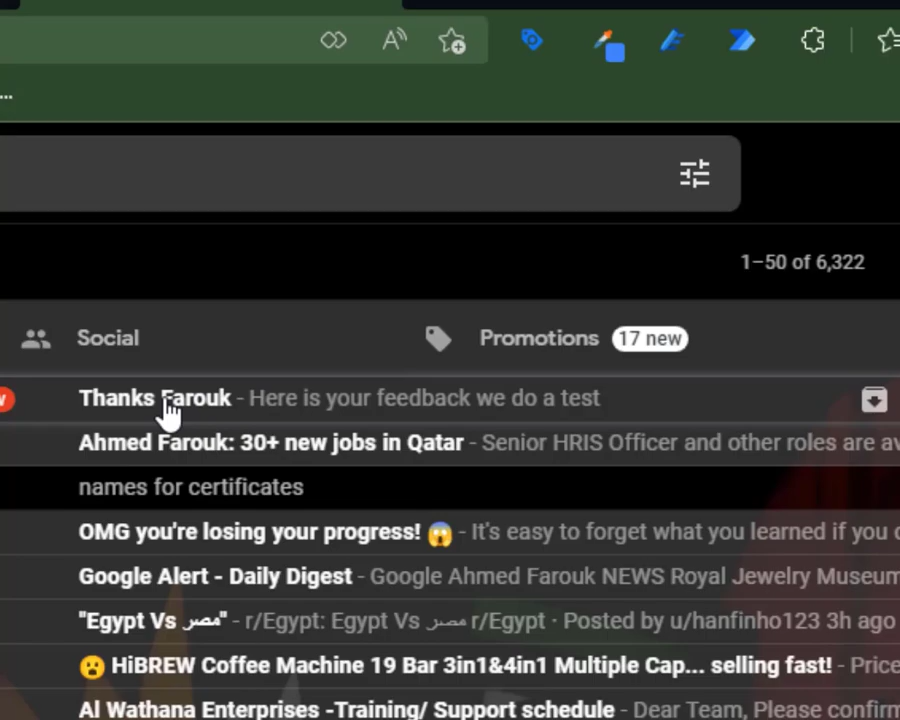 ...
1–50 of 6,322
Social
Promotions 17 new
Thanks Farouk - Here is your feedback we do a test
Ahmed Farouk: 30+ new jobs in Qatar - Senior HRIS Officer and other roles are av
names for certificates
OMG you're losing your progress! 😱 - It's easy to forget what you learned if you
Google Alert - Daily Digest - Google Ahmed Farouk NEWS Royal Jewelry Museum
"Egypt Vs مصر" - r/Egypt: Egypt Vs مصر r/Egypt · Posted by u/hanfinho123 3h ago
😮 HiBREW Coffee Machine 19 Bar 3in1&4in1 Multiple Cap... selling fast! - Price
Al Wathana Enterprises -Training/ Support schedule - Dear Team, Please confirm